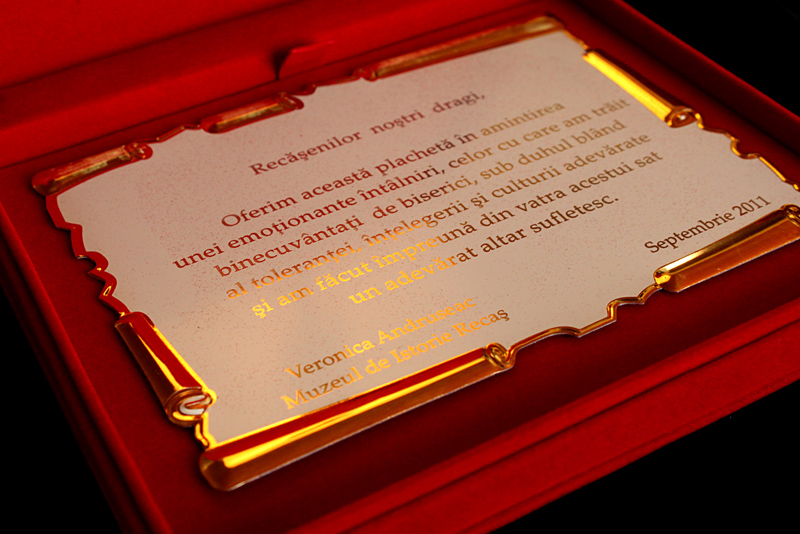 Recăşenilor noştri dragi,
Oferim această plachetă în amintirea
unei emoţionante întâlniri, celor cu care am trăit
binecuvântaţi de biserici, sub duhul blând
al toleranţei, înţelegerii şi culturii adevărate
şi am făcut împreună din vatra acestui sat
un adevărat altar sufletesc.
Septembrie 2011
Veronica Andruseac
Muzeul de Istorie Recaş